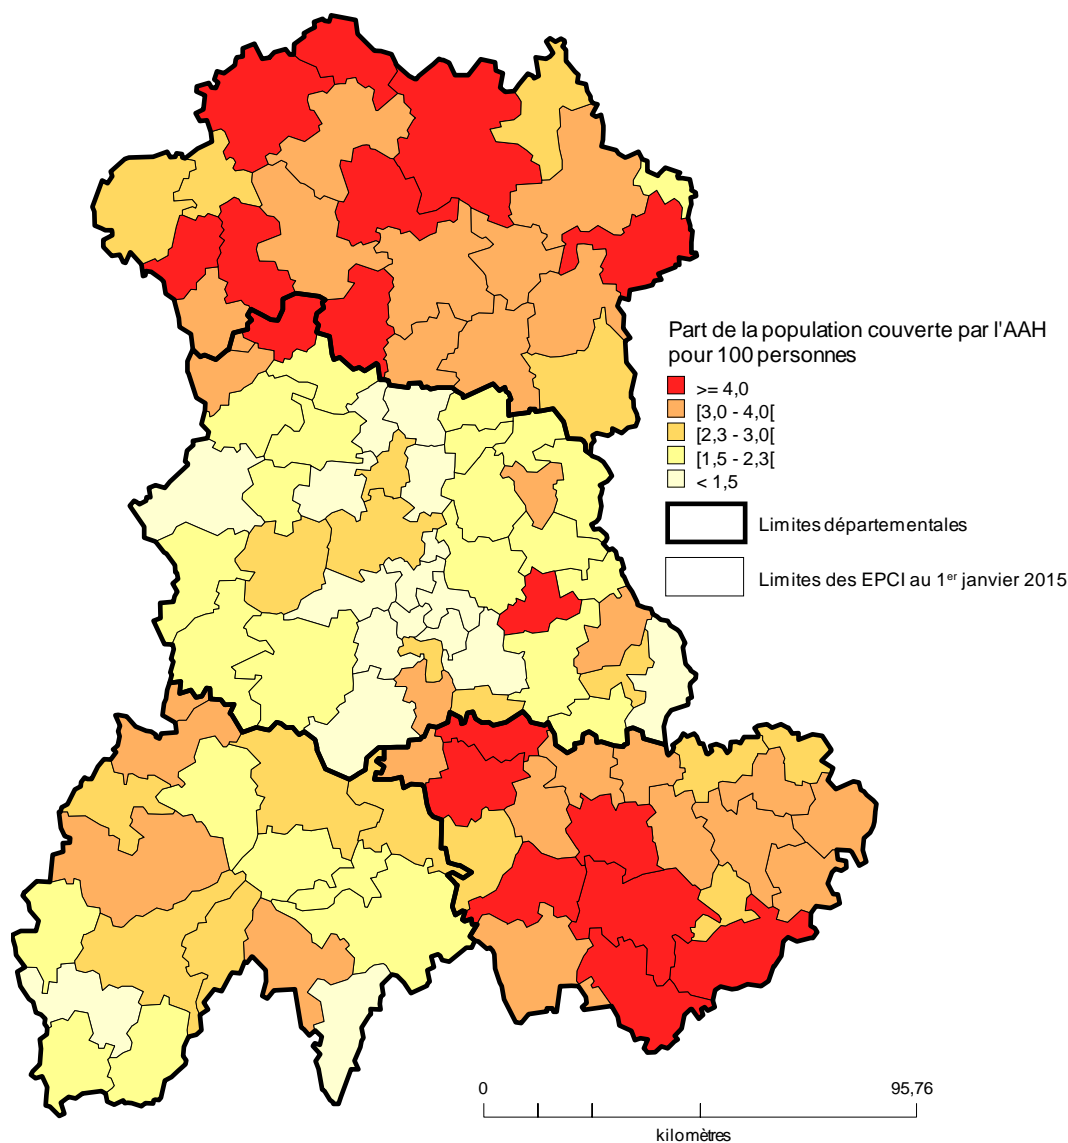 Part de la population couverte par l'AAH
pour 100 personnes
>= 4,0
[3,0 - 4,0[
[2,3 - 3,0[
[1,5 - 2,3[
< 1,5
Limites départementales
Limites des EPCI au 1er janvier 2015
0
95,76
kilomètres